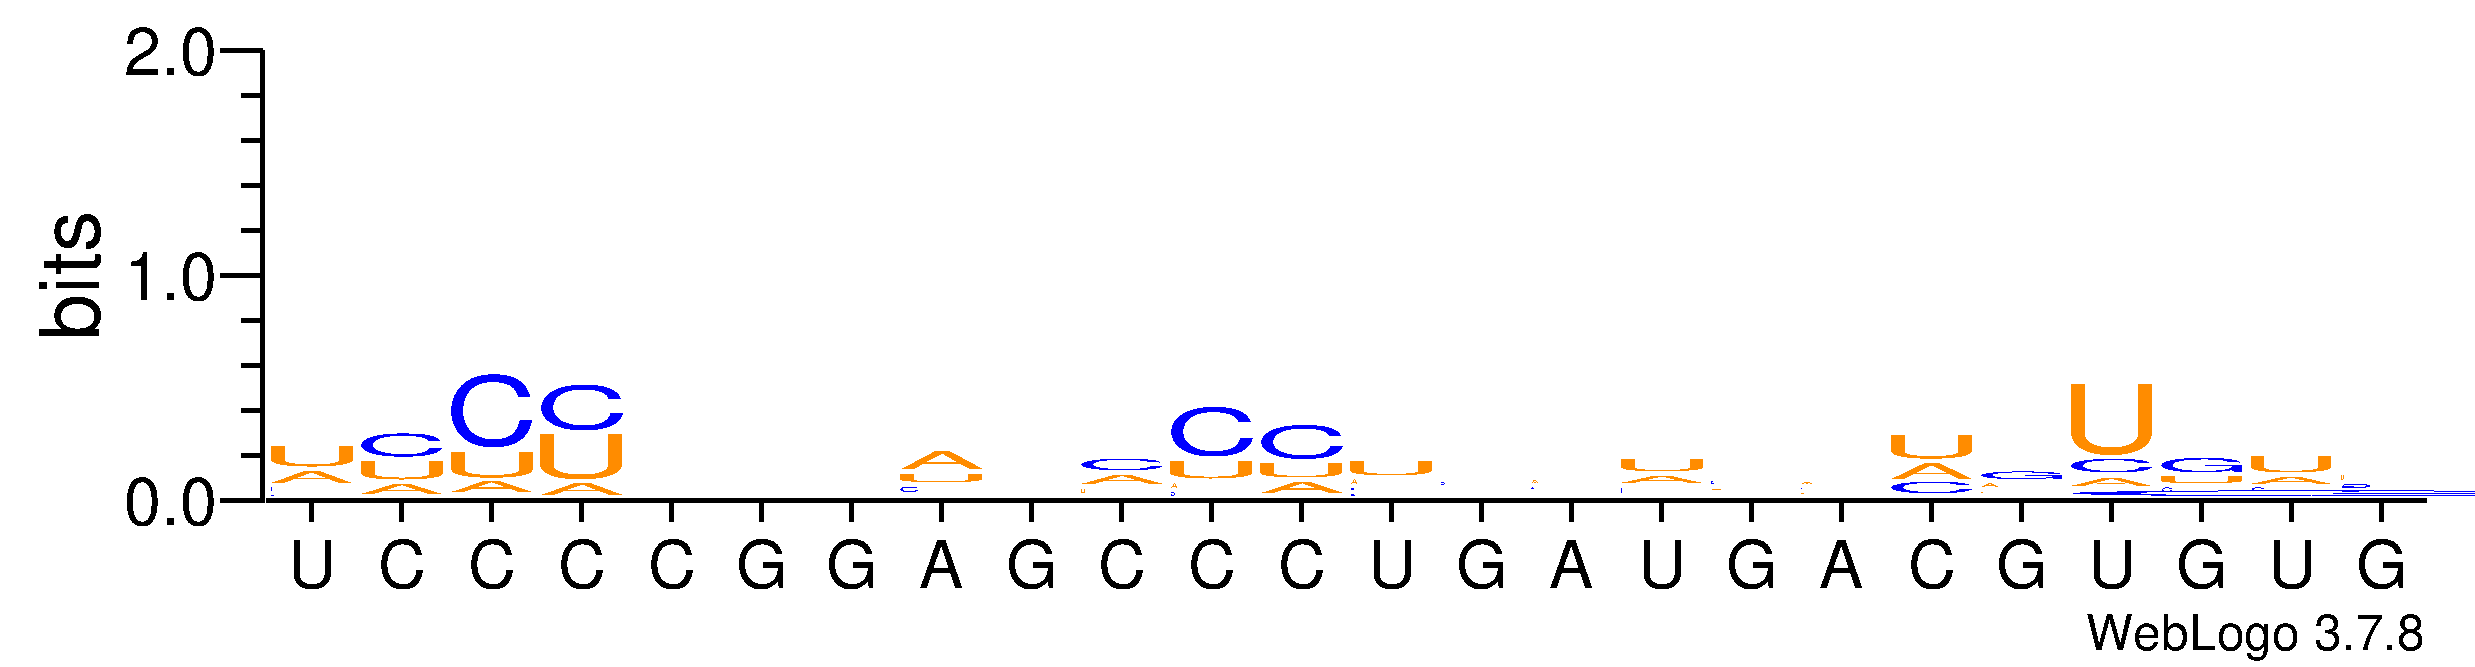 2.0
bits
1.0
0.0
U C C C C G G A G C C C U G A U G A C G U G U G
WebLogo 3.7.8